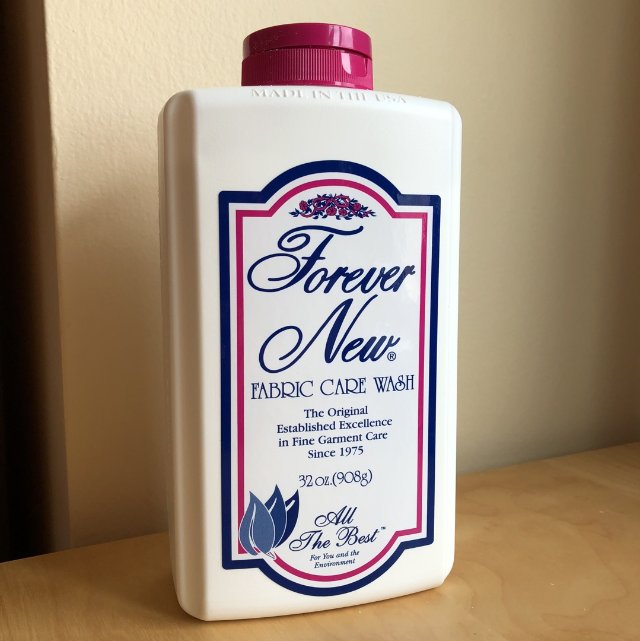 MADE IN THE USA
Forever
New®
FABRIC CARE WASH
The Original
Established Excellence
in Fine Garment Care
Since 1975
32 oz.(908g)
All
The Best™
For You and the
Environment